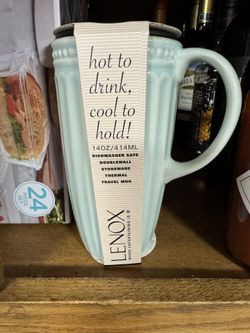 hot to
drink,
cool to
hold!
14OZ/414ML
DISHWASHER SAFE
DOUBLEWALL
STONEWARE
THERMAL
TRAVEL MUG
LENOX
24